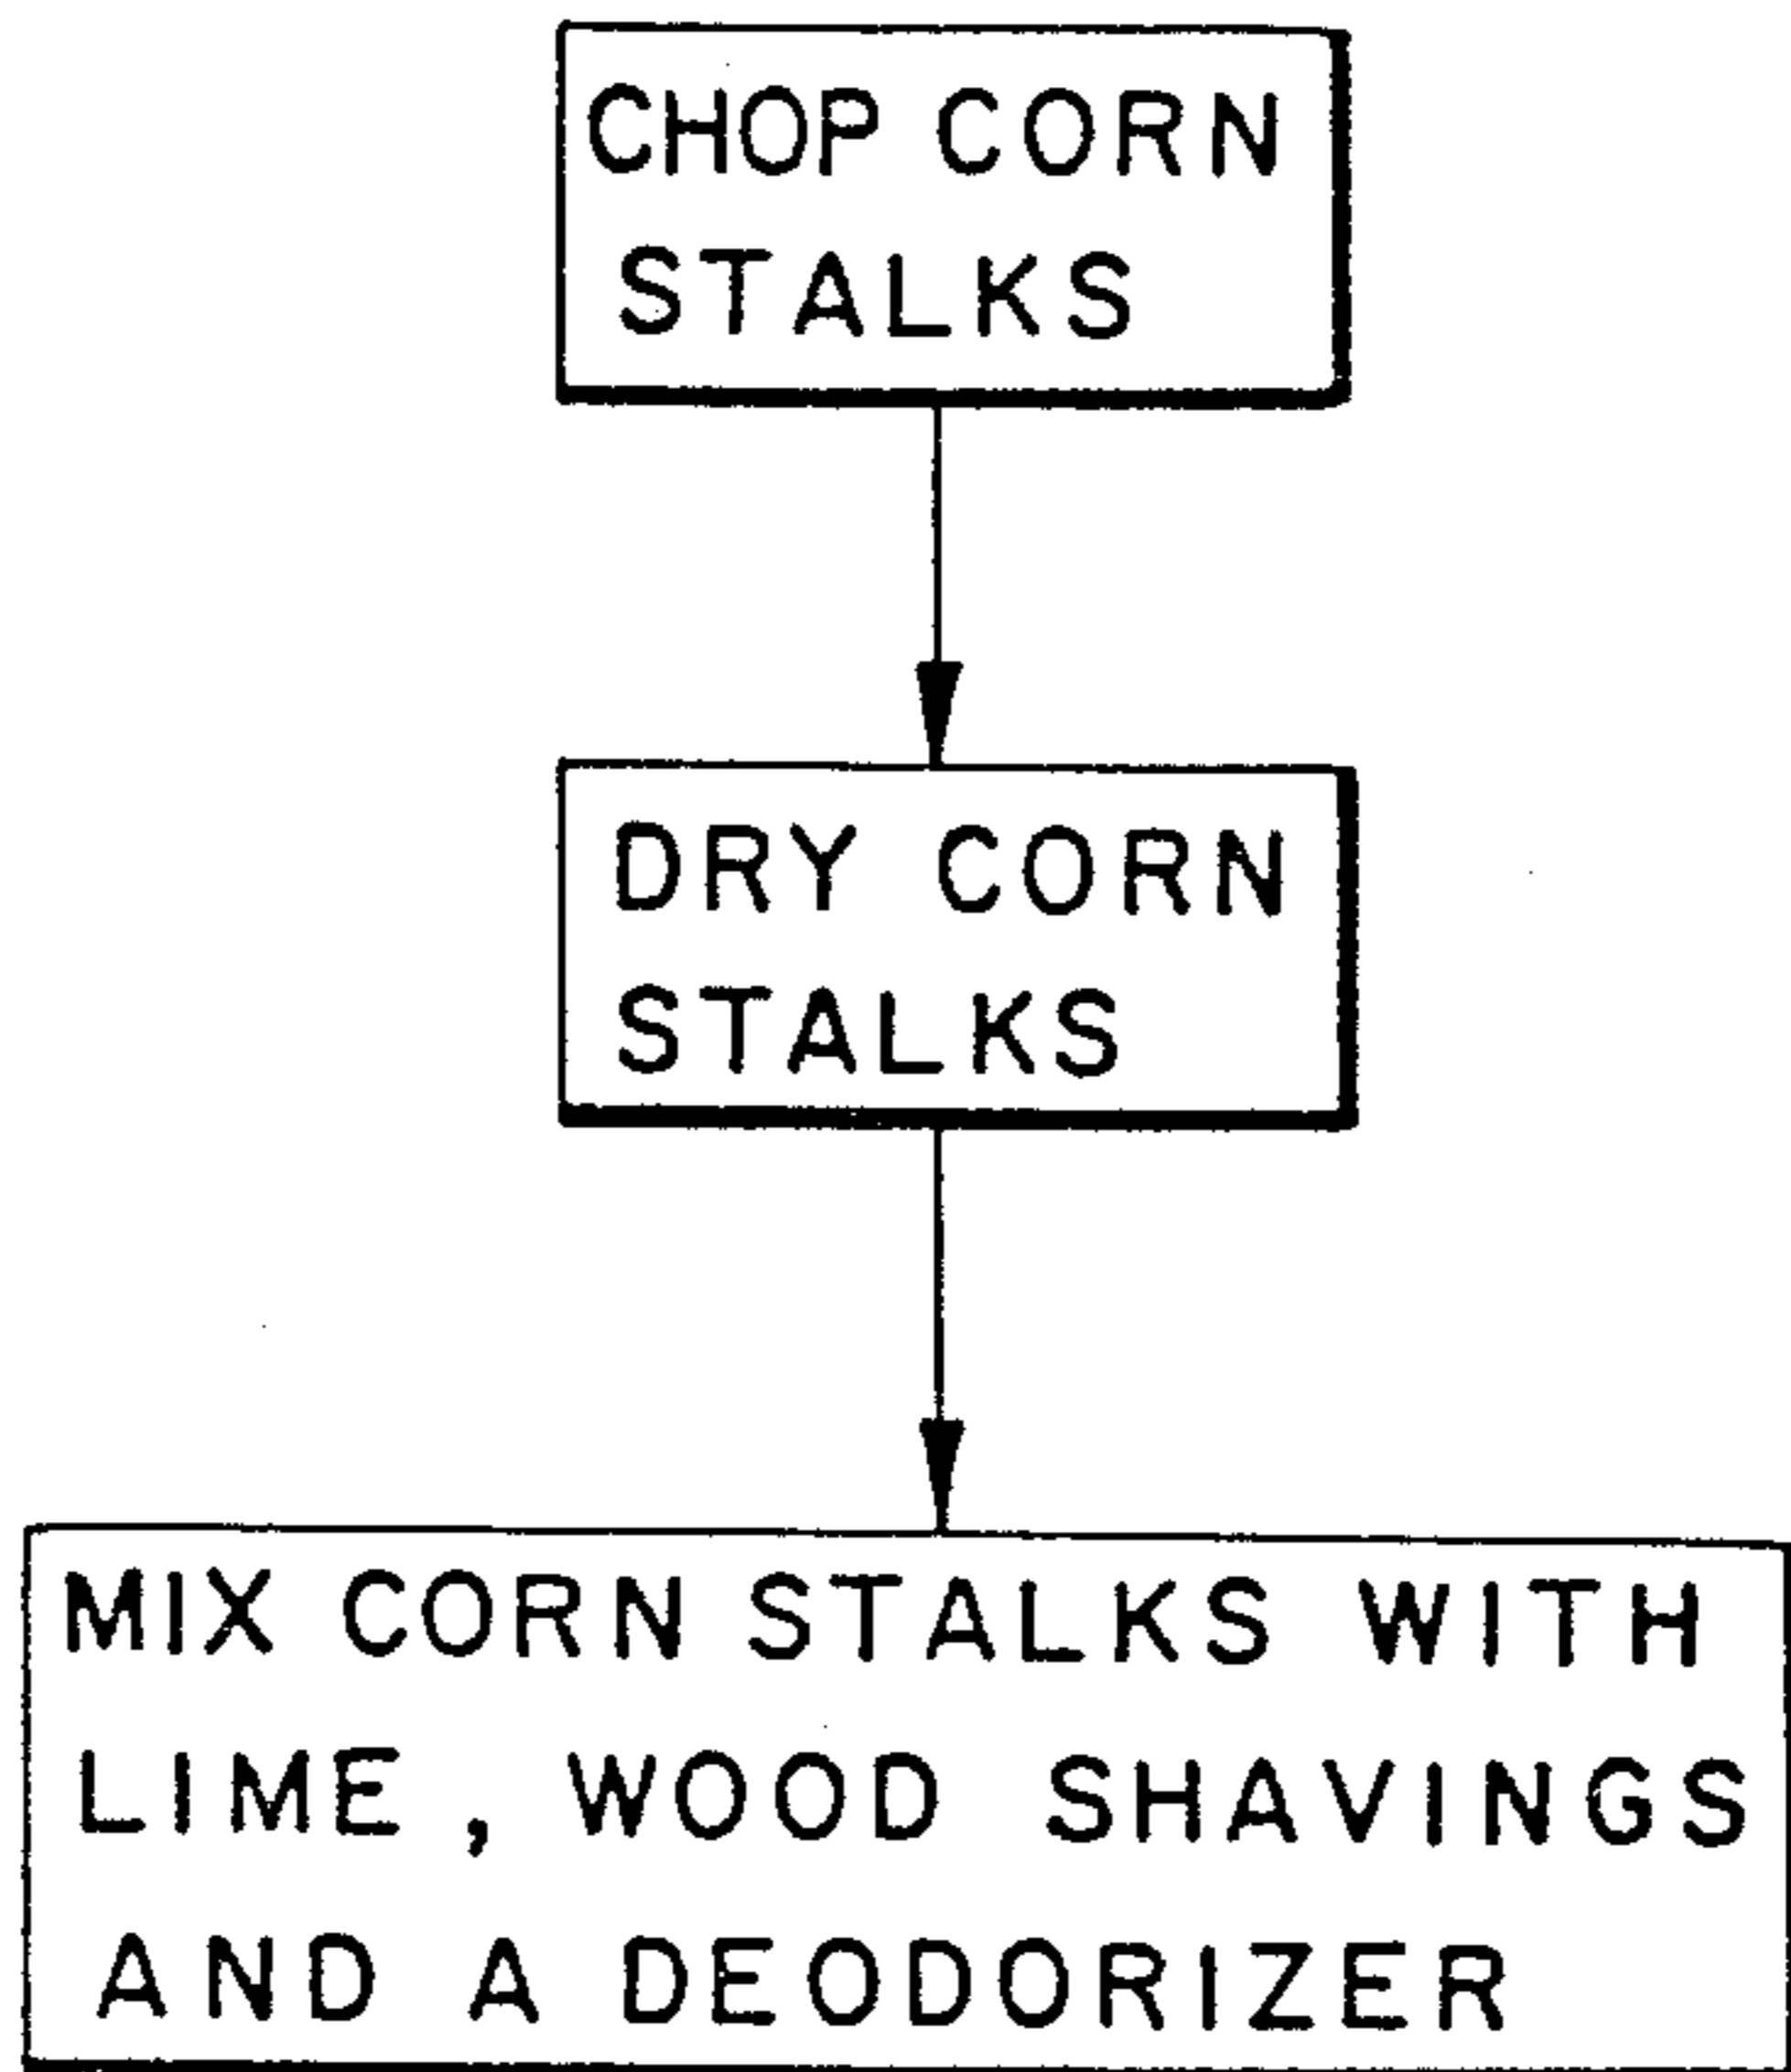 CHOP CORN
STALKS
DRY CORN
STALKS
MIX CORN STALKS WITH
LIME, WOOD SHAVINGS
AND A DEODORIZER